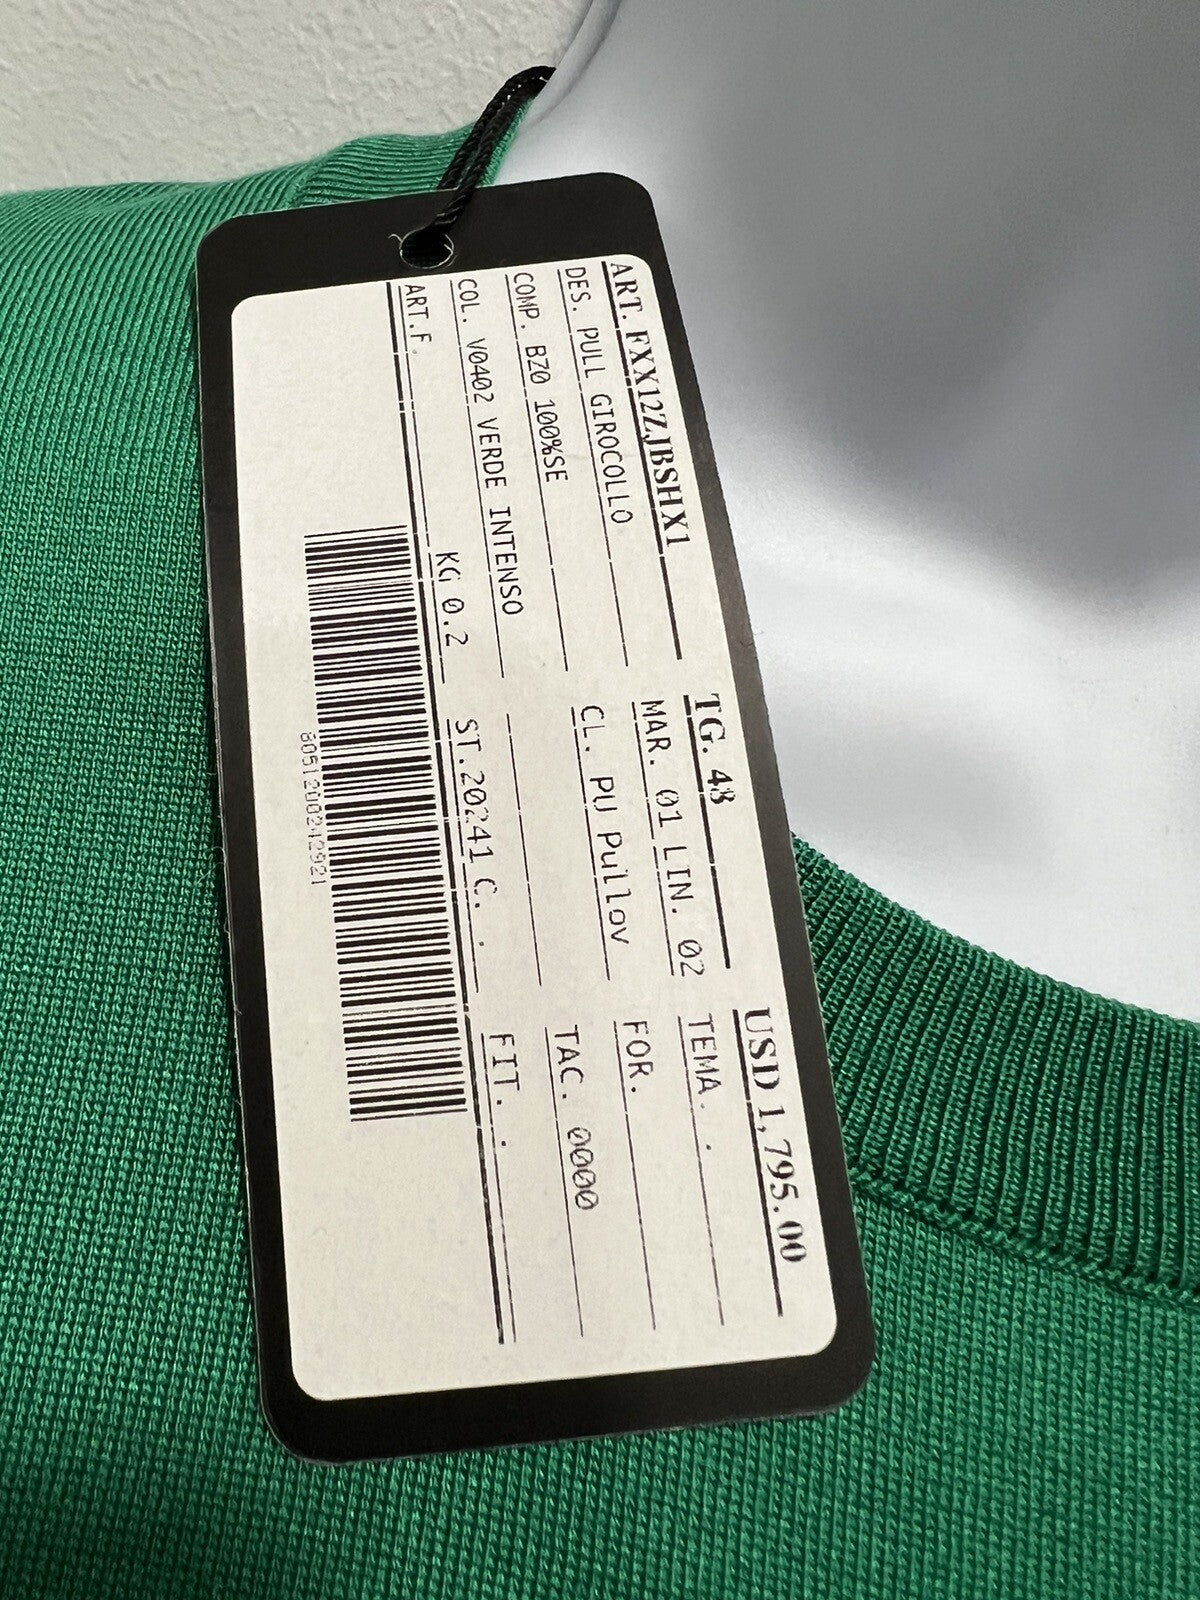 ART. FXX12ZJBSHX1 TG. 48 USD 1,795.00
DES. PULL GIROCOLLO MAR. 01 LIN. 02 TEMA. .
COMP. BZ0 100%SE CL. PU Pullov FOR.
COL. V0402 VERDE INTENSO TAC. 0000
ART.F. KG 0.2 ST.20241 C. . FIT. .
8051200242921